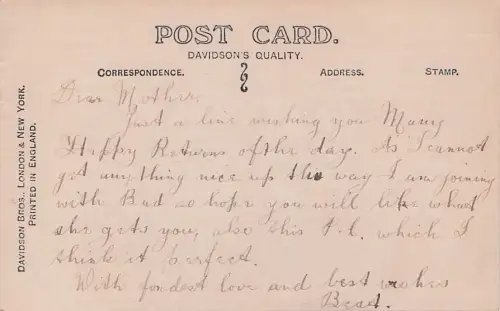 POST CARD.
DAVIDSON'S QUALITY.
CORRESPONDENCE. ADDRESS. STAMP.
DAVIDSON BROS., LONDON & NEW YORK.
PRINTED IN ENGLAND.
Dear Mother,
Just a line wishing you Many
Happy Returns of the day. As I cannot
get anything nice up the way I am joining
with Bud so hope you will like what
she gets you, also this P.C. which I
think is perfect.
With fondest love and best wishes